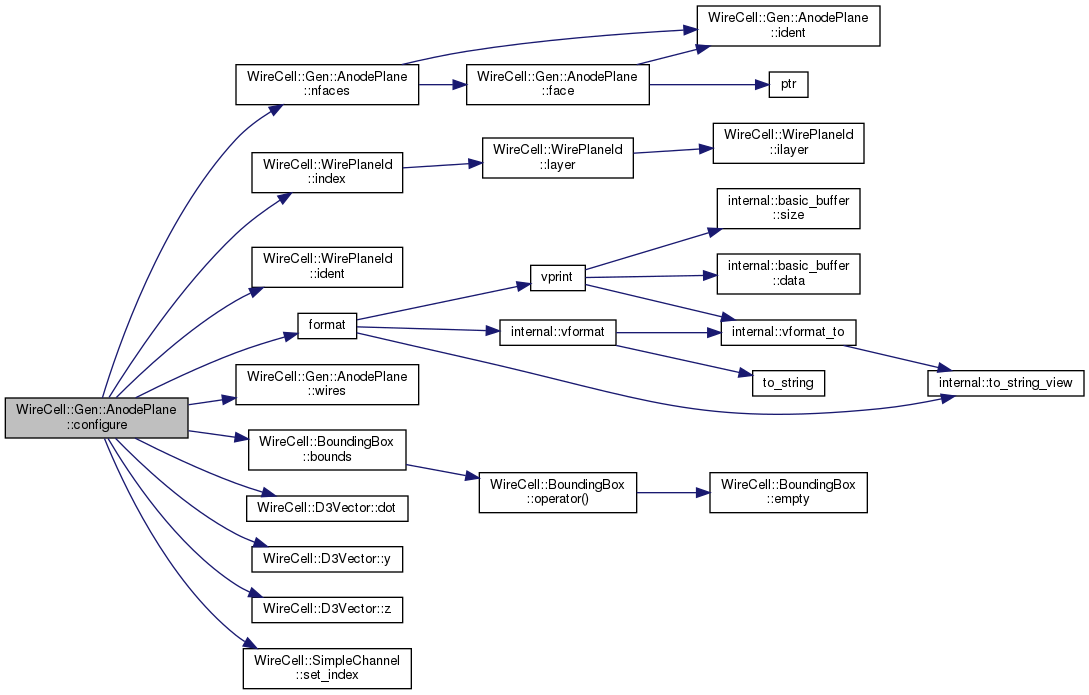 WireCell::Gen::AnodePlane
::configure
WireCell::Gen::AnodePlane
::nfaces
WireCell::Gen::AnodePlane
::ident
WireCell::Gen::AnodePlane
::face
ptr
WireCell::WirePlaneId
::index
WireCell::WirePlaneId
::layer
WireCell::WirePlaneId
::ilayer
WireCell::WirePlaneId
::ident
format
vprint
internal::basic_buffer
::size
internal::basic_buffer
::data
internal::vformat
internal::vformat_to
to_string
internal::to_string_view
WireCell::Gen::AnodePlane
::wires
WireCell::BoundingBox
::bounds
WireCell::BoundingBox
::operator()
WireCell::BoundingBox
::empty
WireCell::D3Vector::dot
WireCell::D3Vector::y
WireCell::D3Vector::z
WireCell::SimpleChannel
::set_index